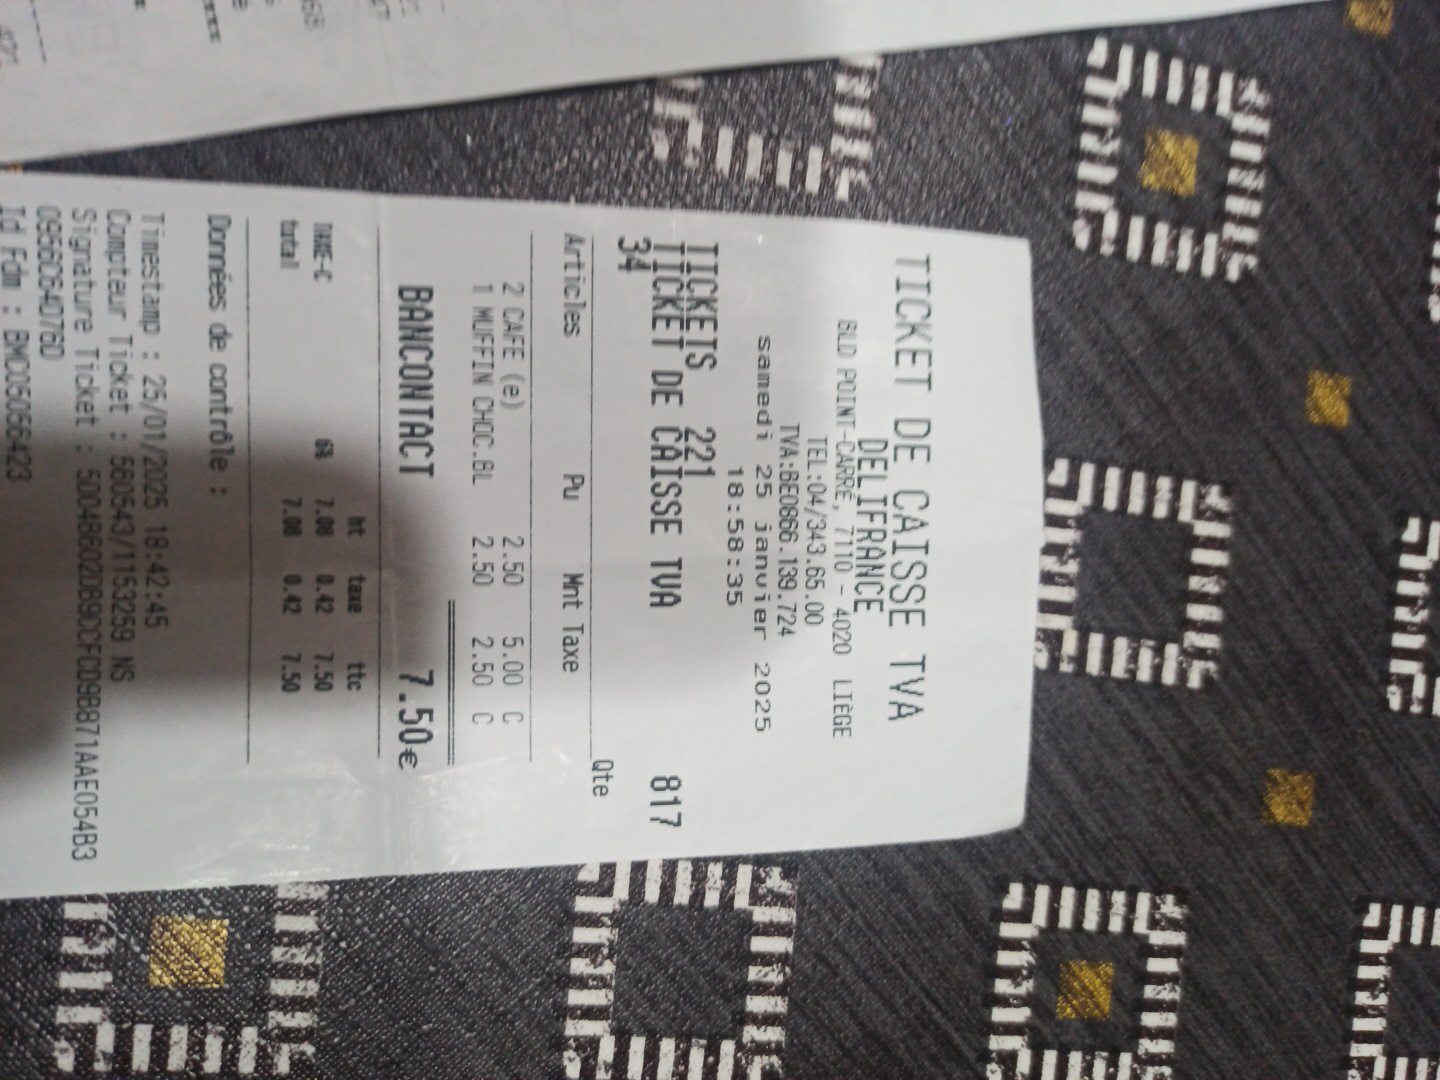 TICKET DE CAISSE TVA
DELIFRANCE
BLD POINT-CARRÉ, 7110 - 4020 LIÈGE
TEL:04/343.65.00
TVA:BE0866.139.724
samedi 25 janvier 2025
18:58:35
TICKETS 221
TICKET DE CAISSE TVA 817
34
Articles Pu Mnt Taxe
Qte
2 CAFE (e) 2.50 5.00 C
1 MUFFIN CHOC.BL 2.50 2.50 C
BANCONTACT 7.50€
ht taxe ttc
TAXE-C 6% 7.08 0.42 7.50
total 7.08 0.42 7.50
Données de contrôle :
Timestamp : 25/01/2025 18:42:45
Compteur Ticket : 560543/1153259 NS
Signature Ticket :
Id Fdm : BMC05056423